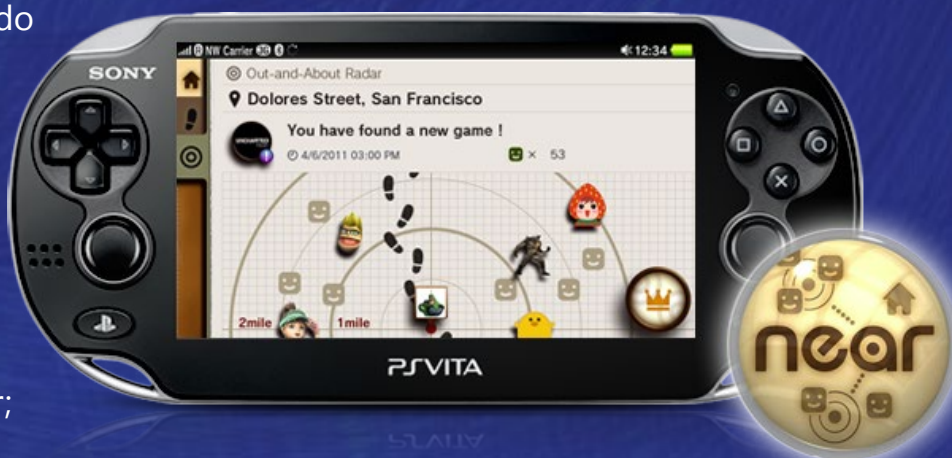 do
NW Carrier 3G
12:34
SONY
Out-and-About Radar
Dolores Street, San Francisco
You have found a new game !
4/6/2011 03:00 PM
× 53
2mile
1mile
PSVITA
near
;